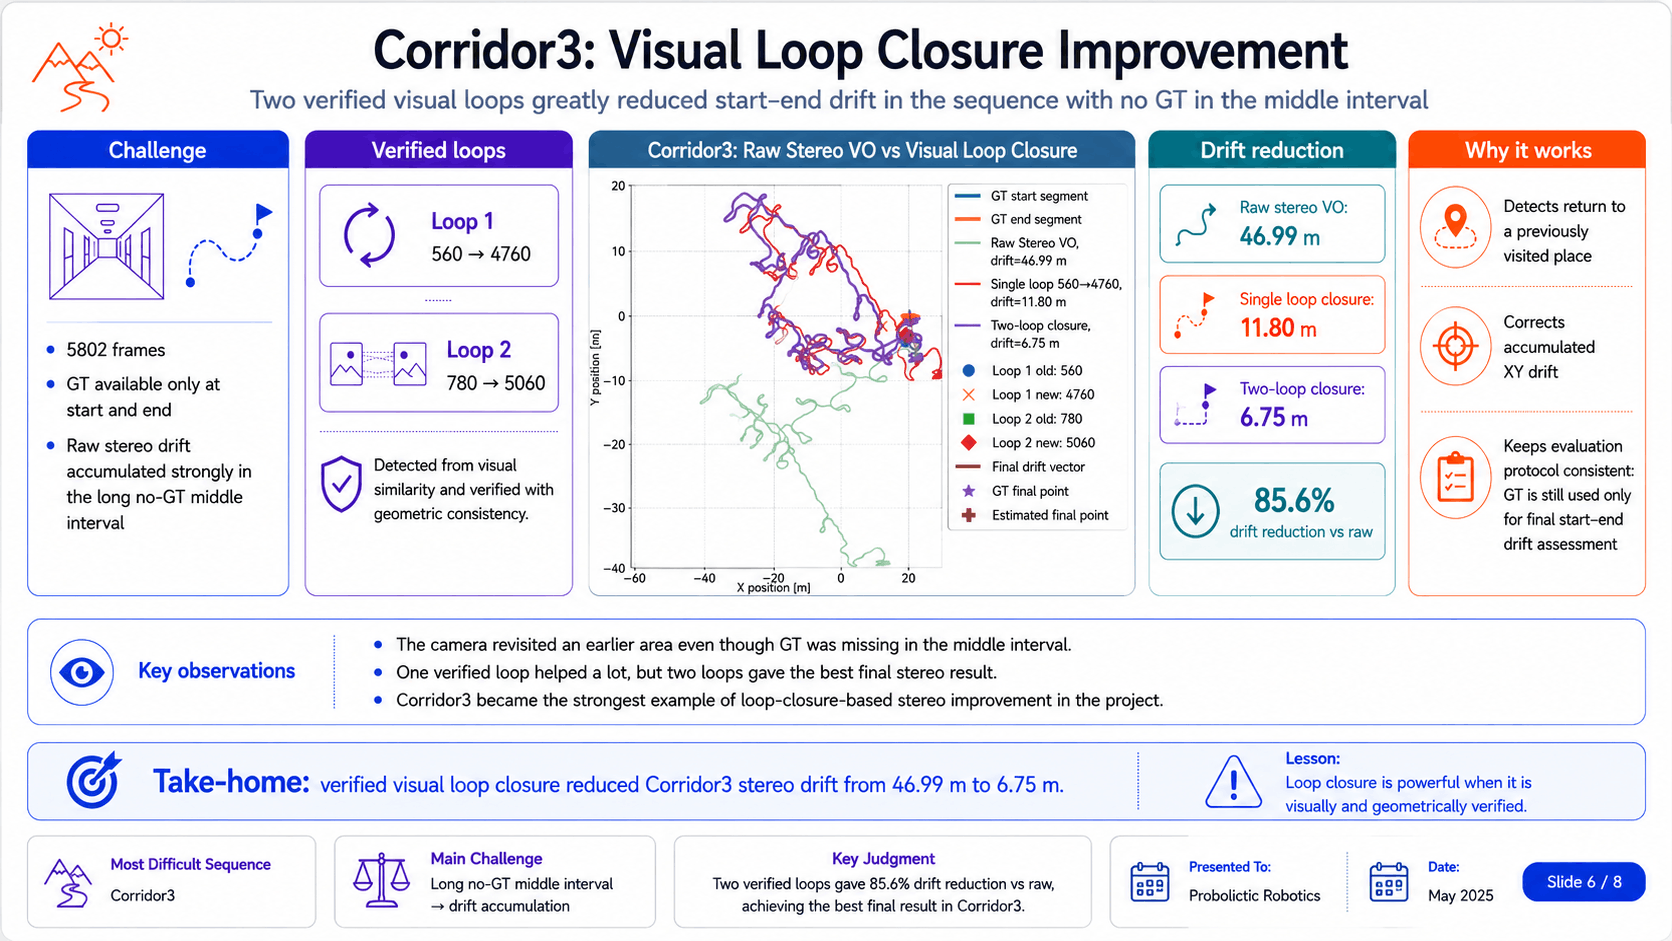 Corridor3: Visual Loop Closure Improvement
Two verified visual loops greatly reduced start–end drift in the sequence with no GT in the middle interval
Challenge
5802 frames
GT available only at
start and end
Raw stereo drift
accumulated strongly in
the long no-GT middle
interval
Verified loops
Loop 1
560 → 4760
Loop 2
780 → 5060
Detected from visual
similarity and verified with
geometric consistency.
Corridor3: Raw Stereo VO vs Visual Loop Closure
20
10
0
−10
−20
−30
−40
Y position [nn]
−60
−40
−20
0
20
X position [m]
GT start segment
GT end segment
Raw Stereo VO,
drift=46.99 m
Single loop 560→4760,
drift=11.80 m
Two-loop closure,
drift=6.75 m
Loop 1 old: 560
Loop 1 new: 4760
Loop 2 old: 780
Loop 2 new: 5060
Final drift vector
GT final point
Estimated final point
Drift reduction
Raw stereo VO:
46.99 m
Single loop closure:
11.80 m
Two-loop closure:
6.75 m
85.6%
drift reduction vs raw
Why it works
Detects return to
a previously
visited place
Corrects
accumulated
XY drift
Keeps evaluation
protocol consistent:
GT is still used only
for final start–end
drift assessment
Key observations
The camera revisited an earlier area even though GT was missing in the middle interval.
One verified loop helped a lot, but two loops gave the best final stereo result.
Corridor3 became the strongest example of loop-closure-based stereo improvement in the project.
Take-home: verified visual loop closure reduced Corridor3 stereo drift from 46.99 m to 6.75 m.
Lesson:
Loop closure is powerful when it is
visually and geometrically verified.
Most Difficult Sequence
Corridor3
Main Challenge
Long no-GT middle interval
→ drift accumulation
Key Judgment
Two verified loops gave 85.6% drift reduction vs raw,
achieving the best final result in Corridor3.
Presented To:
Probolictic Robotics
Date:
May 2025
Slide 6 / 8